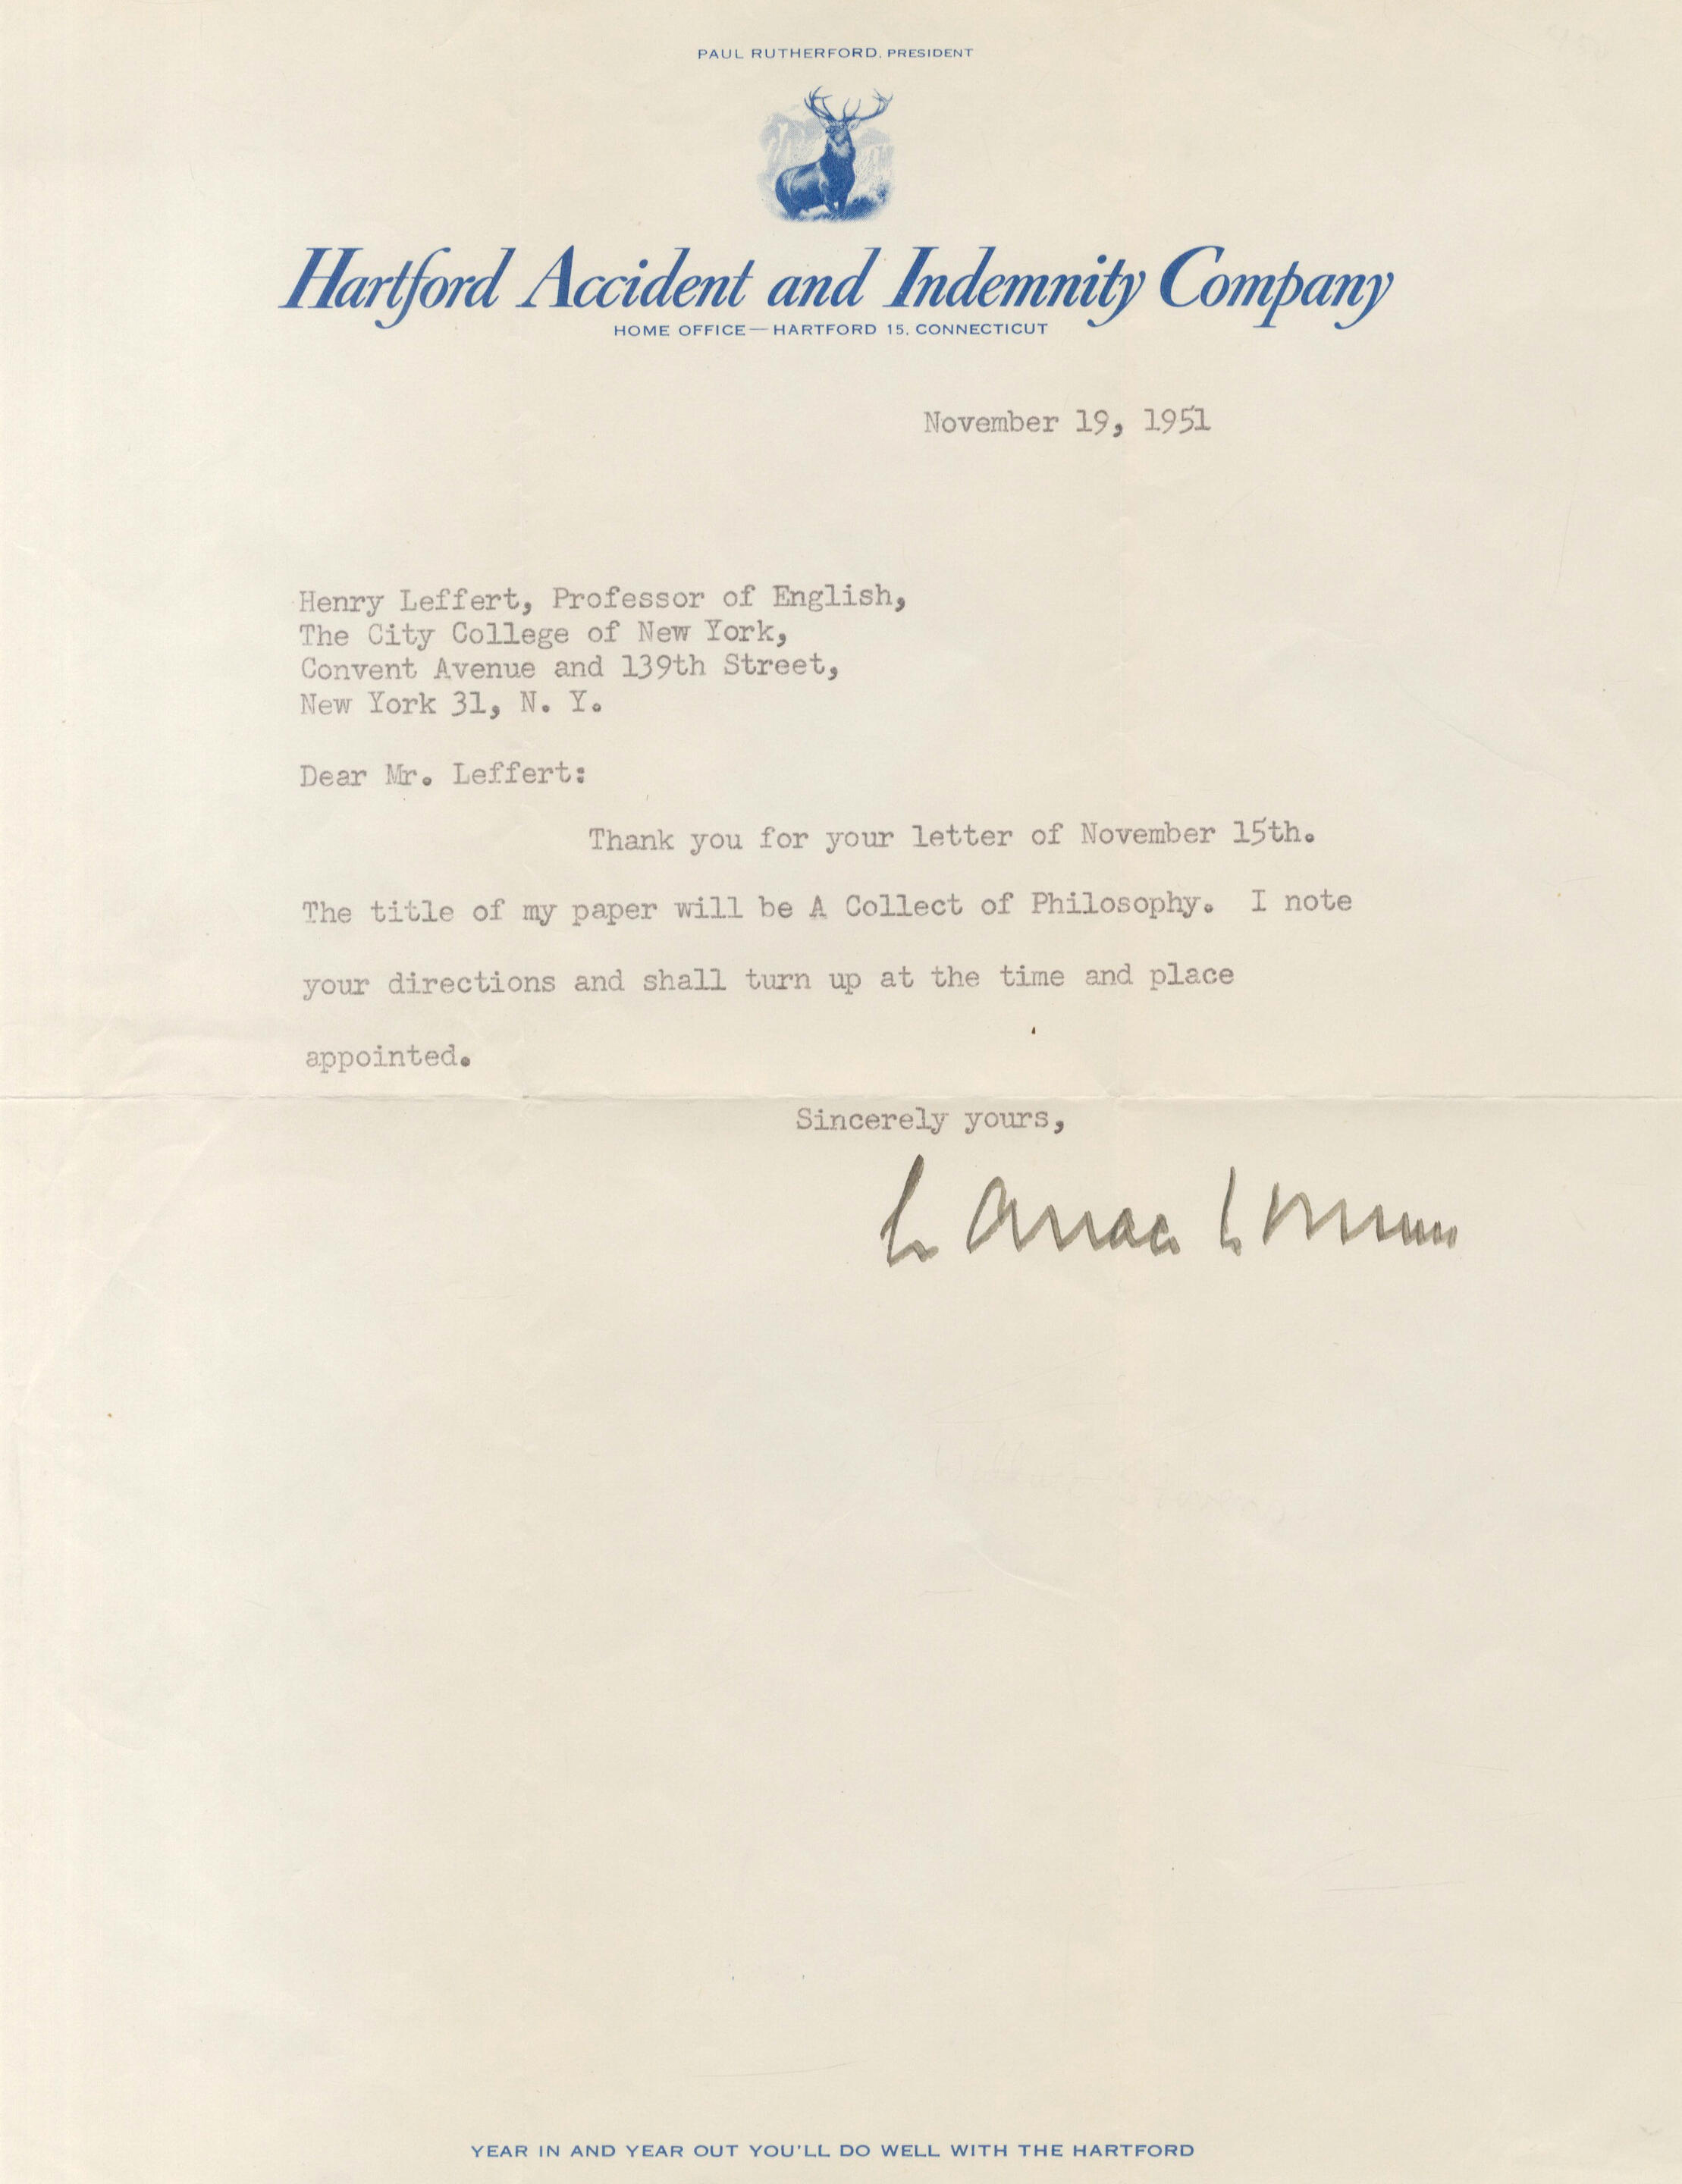 PAUL RUTHERFORD, PRESIDENT
Hartford Accident and Indemnity Company
HOME OFFICE—HARTFORD 15, CONNECTICUT
November 19, 1951
Henry Leffert, Professor of English,
The City College of New York,
Convent Avenue and 139th Street,
New York 31, N. Y.
Dear Mr. Leffert:
Thank you for your letter of November 15th.
The title of my paper will be A Collect of Philosophy. I note
your directions and shall turn up at the time and place
appointed.
Sincerely yours,
YEAR IN AND YEAR OUT YOU'LL DO WELL WITH THE HARTFORD